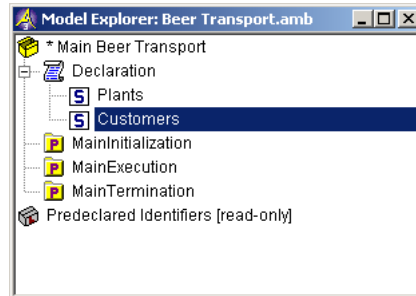 Model Explorer: Beer Transport.amb
* Main Beer Transport
Declaration
S Plants
S Customers
P MainInitialization
P MainExecution
P MainTermination
Predeclared Identifiers [read-only]